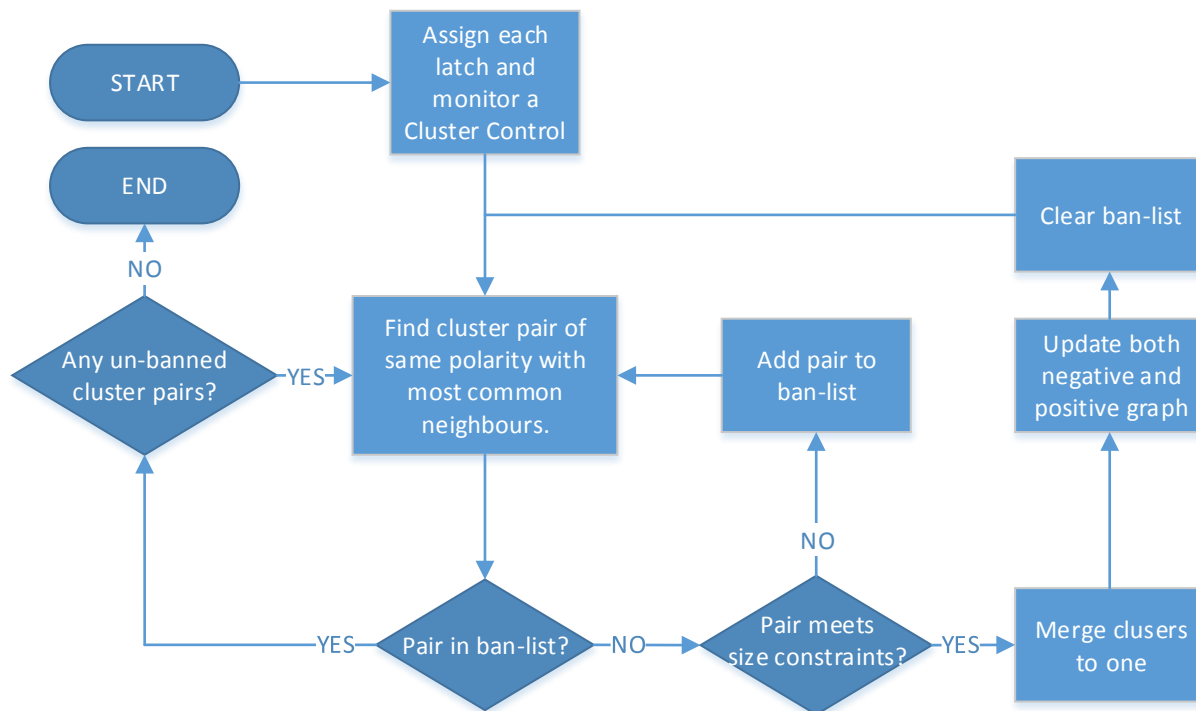 START
Assign each
latch and
monitor a
Cluster Control
END
Clear ban-list
NO
Any un-banned
cluster pairs?
YES
Find cluster pair of
same polarity with
most common
neighbours.
Add pair to
ban-list
Update both
negative and
positive graph
NO
YES
Pair in ban-list?
NO
Pair meets
size constraints?
YES
Merge clusers
to one